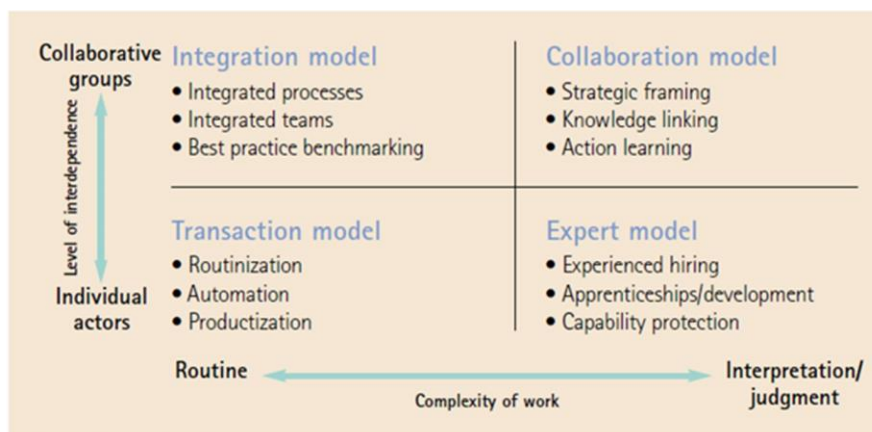 Collaborative
groups
Level of interdependence
Individual
actors
Integration model
• Integrated processes
• Integrated teams
• Best practice benchmarking
Collaboration model
• Strategic framing
• Knowledge linking
• Action learning
Transaction model
• Routinization
• Automation
• Productization
Expert model
• Experienced hiring
• Apprenticeships/development
• Capability protection
Routine
Complexity of work
Interpretation/
judgment